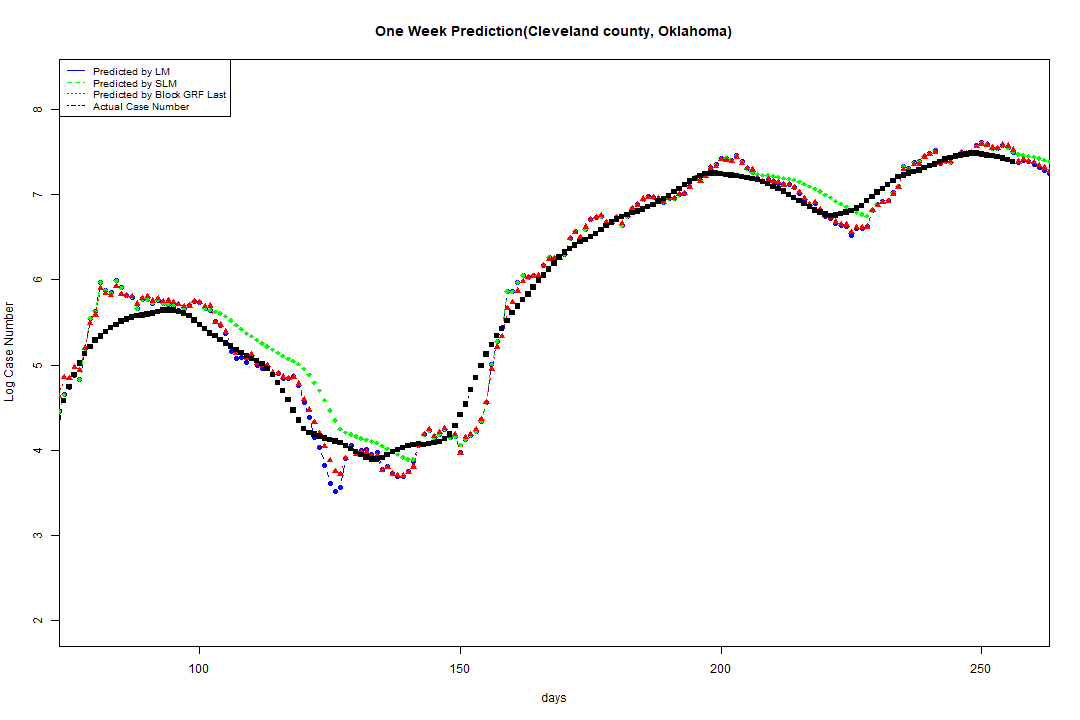 One Week Prediction(Cleveland county, Oklahoma)
Predicted by LM
Predicted by SLM
Predicted by Block GRF Last
Actual Case Number
8
7
6
5
4
3
2
Log Case Number
100 150 200 250
days